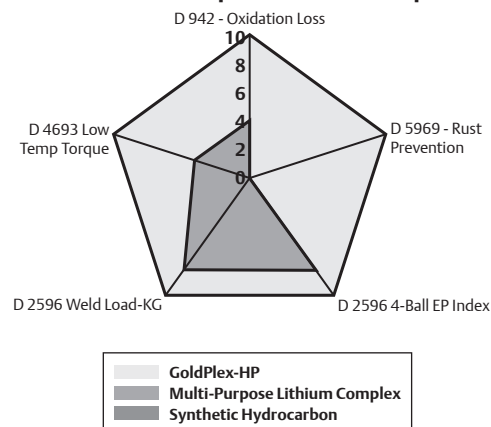 D 942 - Oxidation Loss
10
8
6
4
2
0
D 4693 Low
Temp Torque
D 5969 - Rust
Prevention
D 2596 Weld Load-KG
D 2596 4-Ball EP Index
GoldPlex-HP
Multi-Purpose Lithium Complex
Synthetic Hydrocarbon